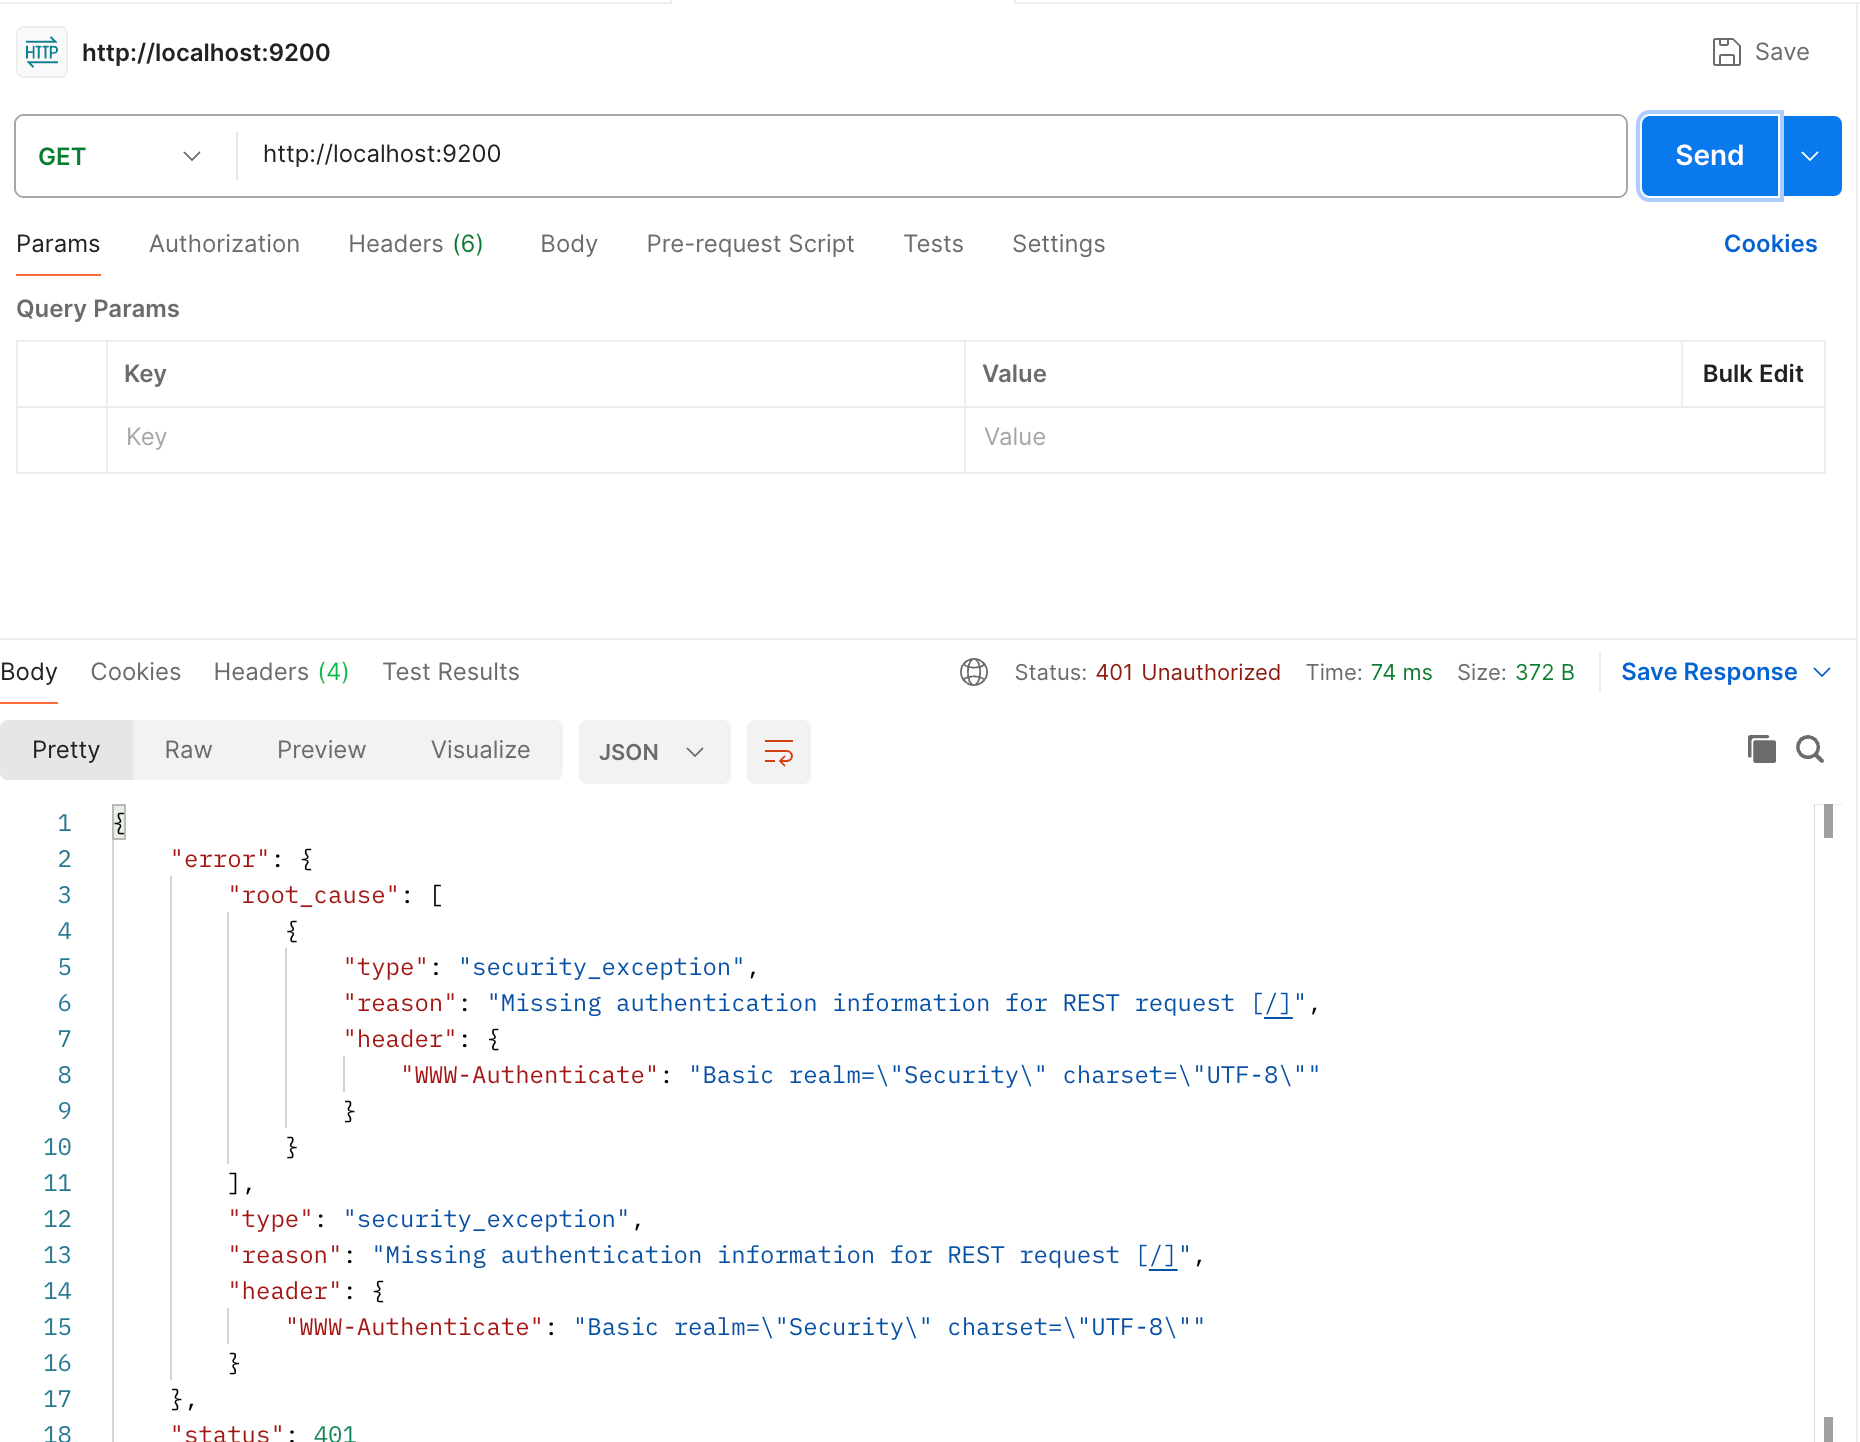 HTTP http://localhost:9200 Save
GET http://localhost:9200 Send
Params Authorization Headers (6) Body Pre-request Script Tests Settings Cookies
Query Params
Key Value Bulk Edit
Key Value
Body Cookies Headers (4) Test Results Status: 401 Unauthorized Time: 74 ms Size: 372 B Save Response
Pretty Raw Preview Visualize JSON
1 {
2 "error": {
3 "root_cause": [
4 {
5 "type": "security_exception",
6 "reason": "Missing authentication information for REST request [/]",
7 "header": {
8 "WWW-Authenticate": "Basic realm=\"Security\" charset=\"UTF-8\""
9 }
10 }
11 ],
12 "type": "security_exception",
13 "reason": "Missing authentication information for REST request [/]",
14 "header": {
15 "WWW-Authenticate": "Basic realm=\"Security\" charset=\"UTF-8\""
16 }
17 },
18 "status": 401